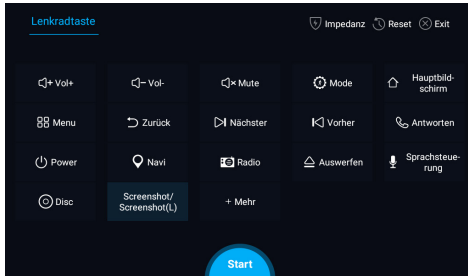 Lenkradtaste
Impedanz Reset Exit
Vol+ Vol- Mute Mode Hauptbild-
schirm
Menu Zurück Nächster Vorher Antworten
Power Navi Radio Auswerfen Sprachsteue-
rung
Disc Screenshot/
Screenshot(L) + Mehr
Start